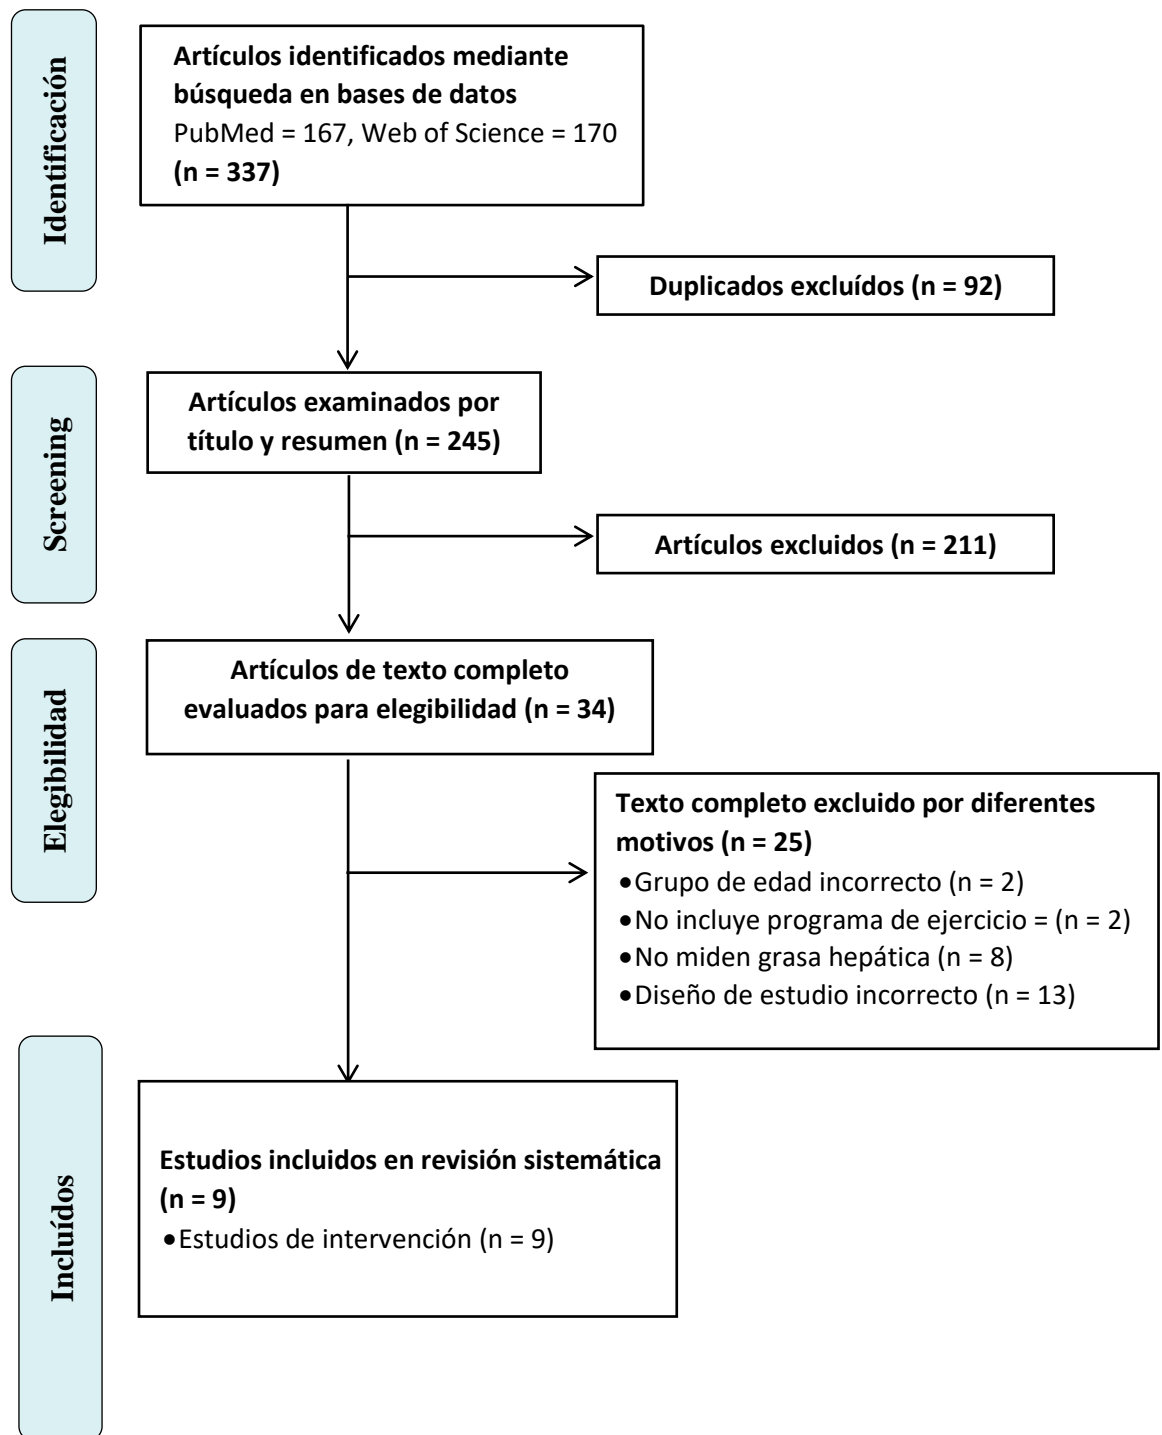 Identificación
Artículos identificados mediante
búsqueda en bases de datos
PubMed = 167, Web of Science = 170
(n = 337)
Duplicados excluídos (n = 92)
Screening
Artículos examinados por
título y resumen (n = 245)
Artículos excluidos (n = 211)
Elegibilidad
Artículos de texto completo
evaluados para elegibilidad (n = 34)
Texto completo excluido por diferentes
motivos (n = 25)
•Grupo de edad incorrecto (n = 2)
•No incluye programa de ejercicio = (n = 2)
•No miden grasa hepática (n = 8)
•Diseño de estudio incorrecto (n = 13)
Incluídos
Estudios incluidos en revisión sistemática
(n = 9)
•Estudios de intervención (n = 9)